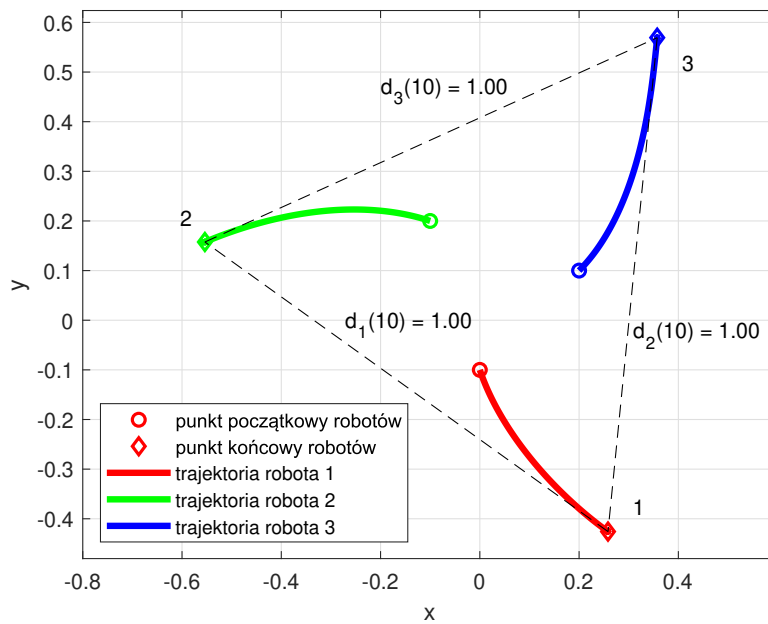 0.6
0.5
0.4
0.3
0.2
0.1
0
-0.1
-0.2
-0.3
-0.4
y
3
d3(10) = 1.00
2
d1(10) = 1.00
d2(10) = 1.00
1
punkt początkowy robotów
punkt końcowy robotów
trajektoria robota 1
trajektoria robota 2
trajektoria robota 3
-0.8 -0.6 -0.4 -0.2 0 0.2 0.4
x